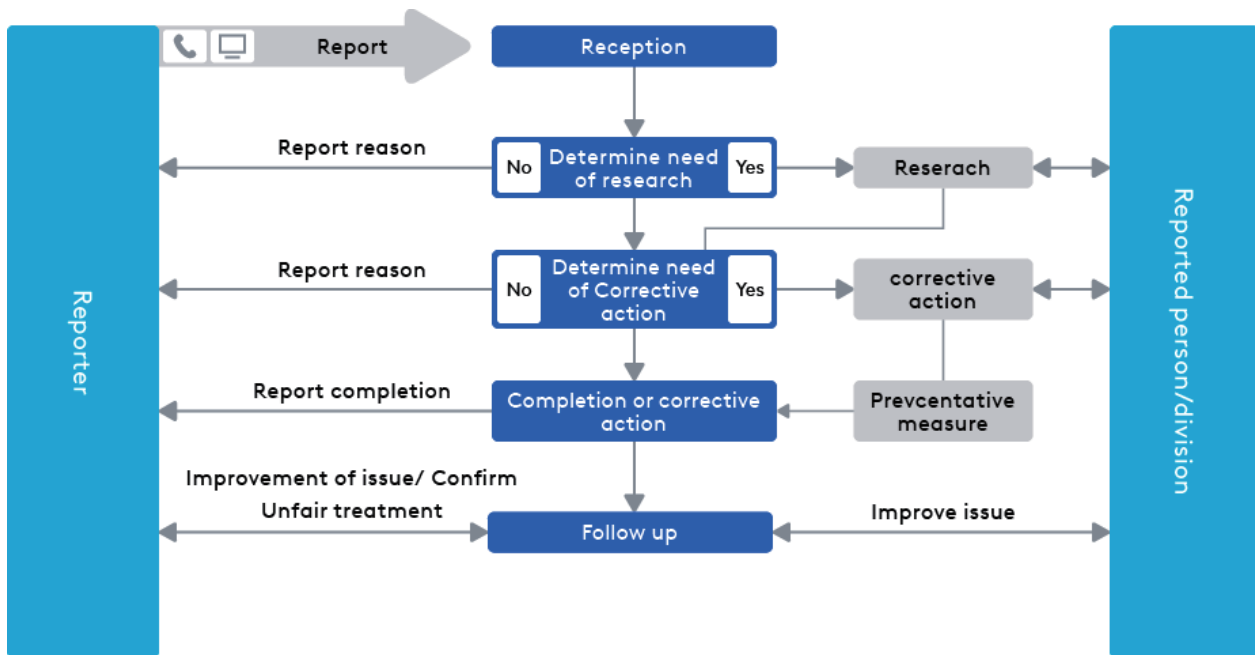 Report
Reception
Report reason
No
Determine need
of research
Yes
Reserach
Report reason
No
Determine need
of Corrective
action
Yes
corrective
action
Report completion
Completion or corrective
action
Prevcentative
measure
Improvement of issue/ Confirm
Unfair treatment
Follow up
Improve issue
Reporter
Reported person/division